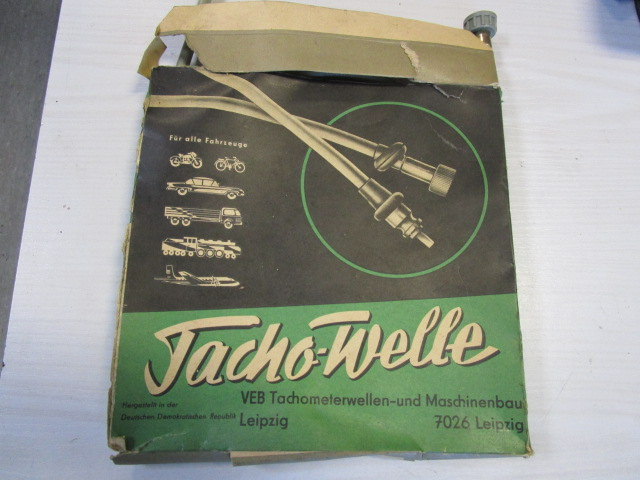 Für alle Fahrzeuge
Tacho-Welle
VEB Tachometerwellen-und Maschinenbau
Hergestellt in der
Deutschen Demokratischen Republik
Leipzig
7026 Leipzig